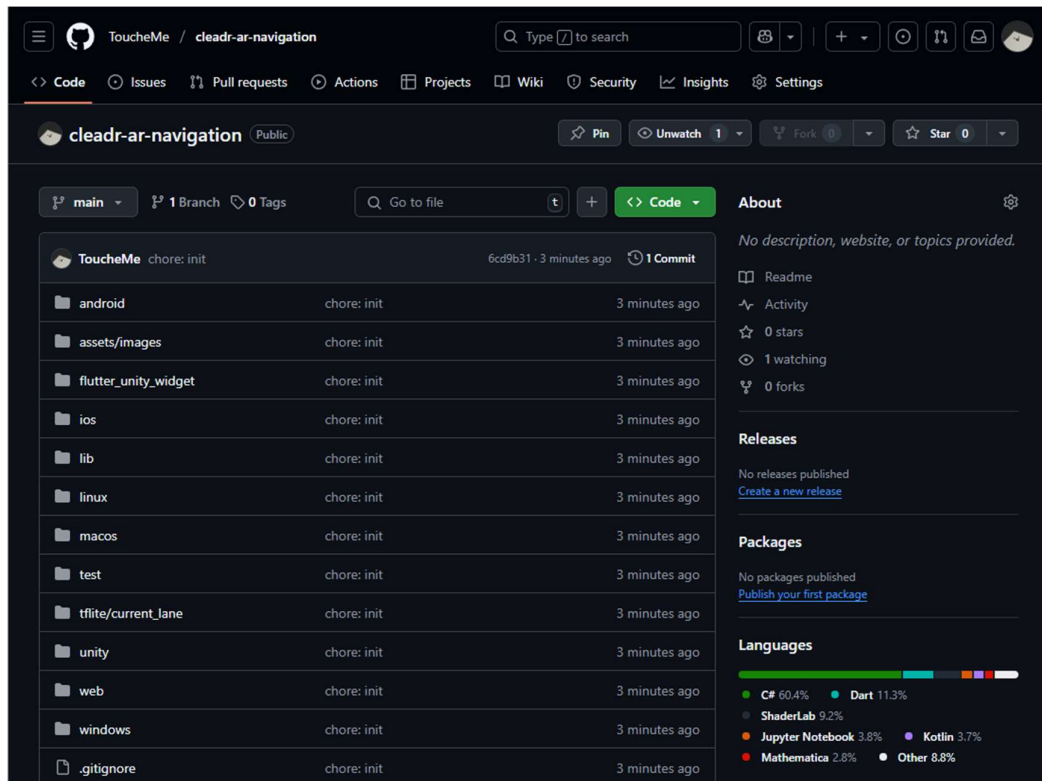 ToucheMe / cleadr-ar-navigation
Type / to search
Code Issues Pull requests Actions Projects Wiki Security Insights Settings
cleadr-ar-navigation Public
Pin Unwatch 1 Fork 0 Star 0
main 1 Branch 0 Tags Go to file t Code
ToucheMe chore: init 6cd9b31 · 3 minutes ago 1 Commit
android chore: init 3 minutes ago
assets/images chore: init 3 minutes ago
flutter_unity_widget chore: init 3 minutes ago
ios chore: init 3 minutes ago
lib chore: init 3 minutes ago
linux chore: init 3 minutes ago
macos chore: init 3 minutes ago
test chore: init 3 minutes ago
tflite/current_lane chore: init 3 minutes ago
unity chore: init 3 minutes ago
web chore: init 3 minutes ago
windows chore: init 3 minutes ago
.gitignore chore: init 3 minutes ago
About
No description, website, or topics provided.
Readme
Activity
0 stars
1 watching
0 forks
Releases
No releases published
Create a new release
Packages
No packages published
Publish your first package
Languages
C# 60.4% Dart 11.3%
ShaderLab 9.2%
Jupyter Notebook 3.8% Kotlin 3.7%
Mathematica 2.8% Other 8.8%